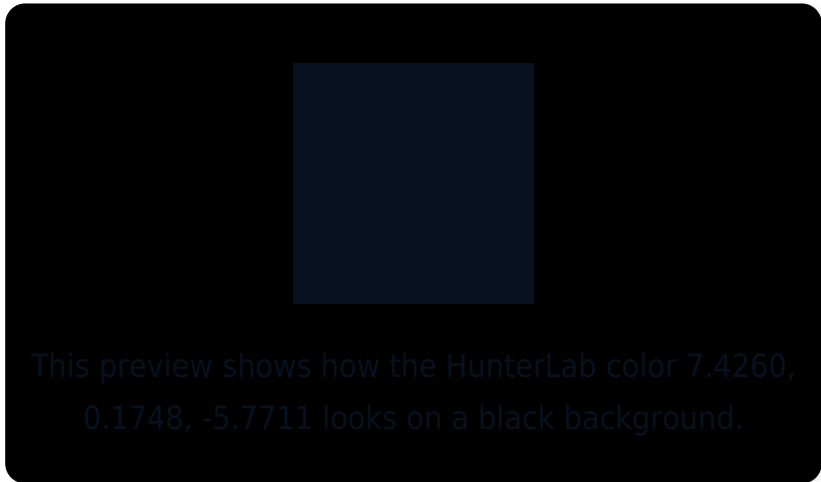 This preview shows how the HunterLab color 7.4260,
0.1748, -5.7711 looks on a black background.